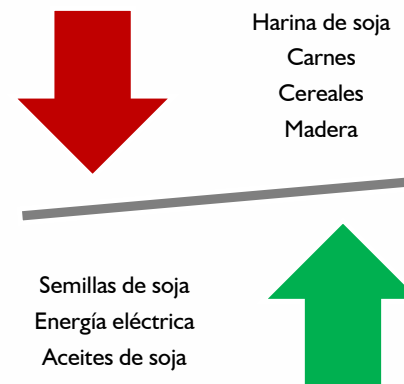 Harina de soja
Carnes
Cereales
Madera
Semillas de soja
Energía eléctrica
Aceites de soja